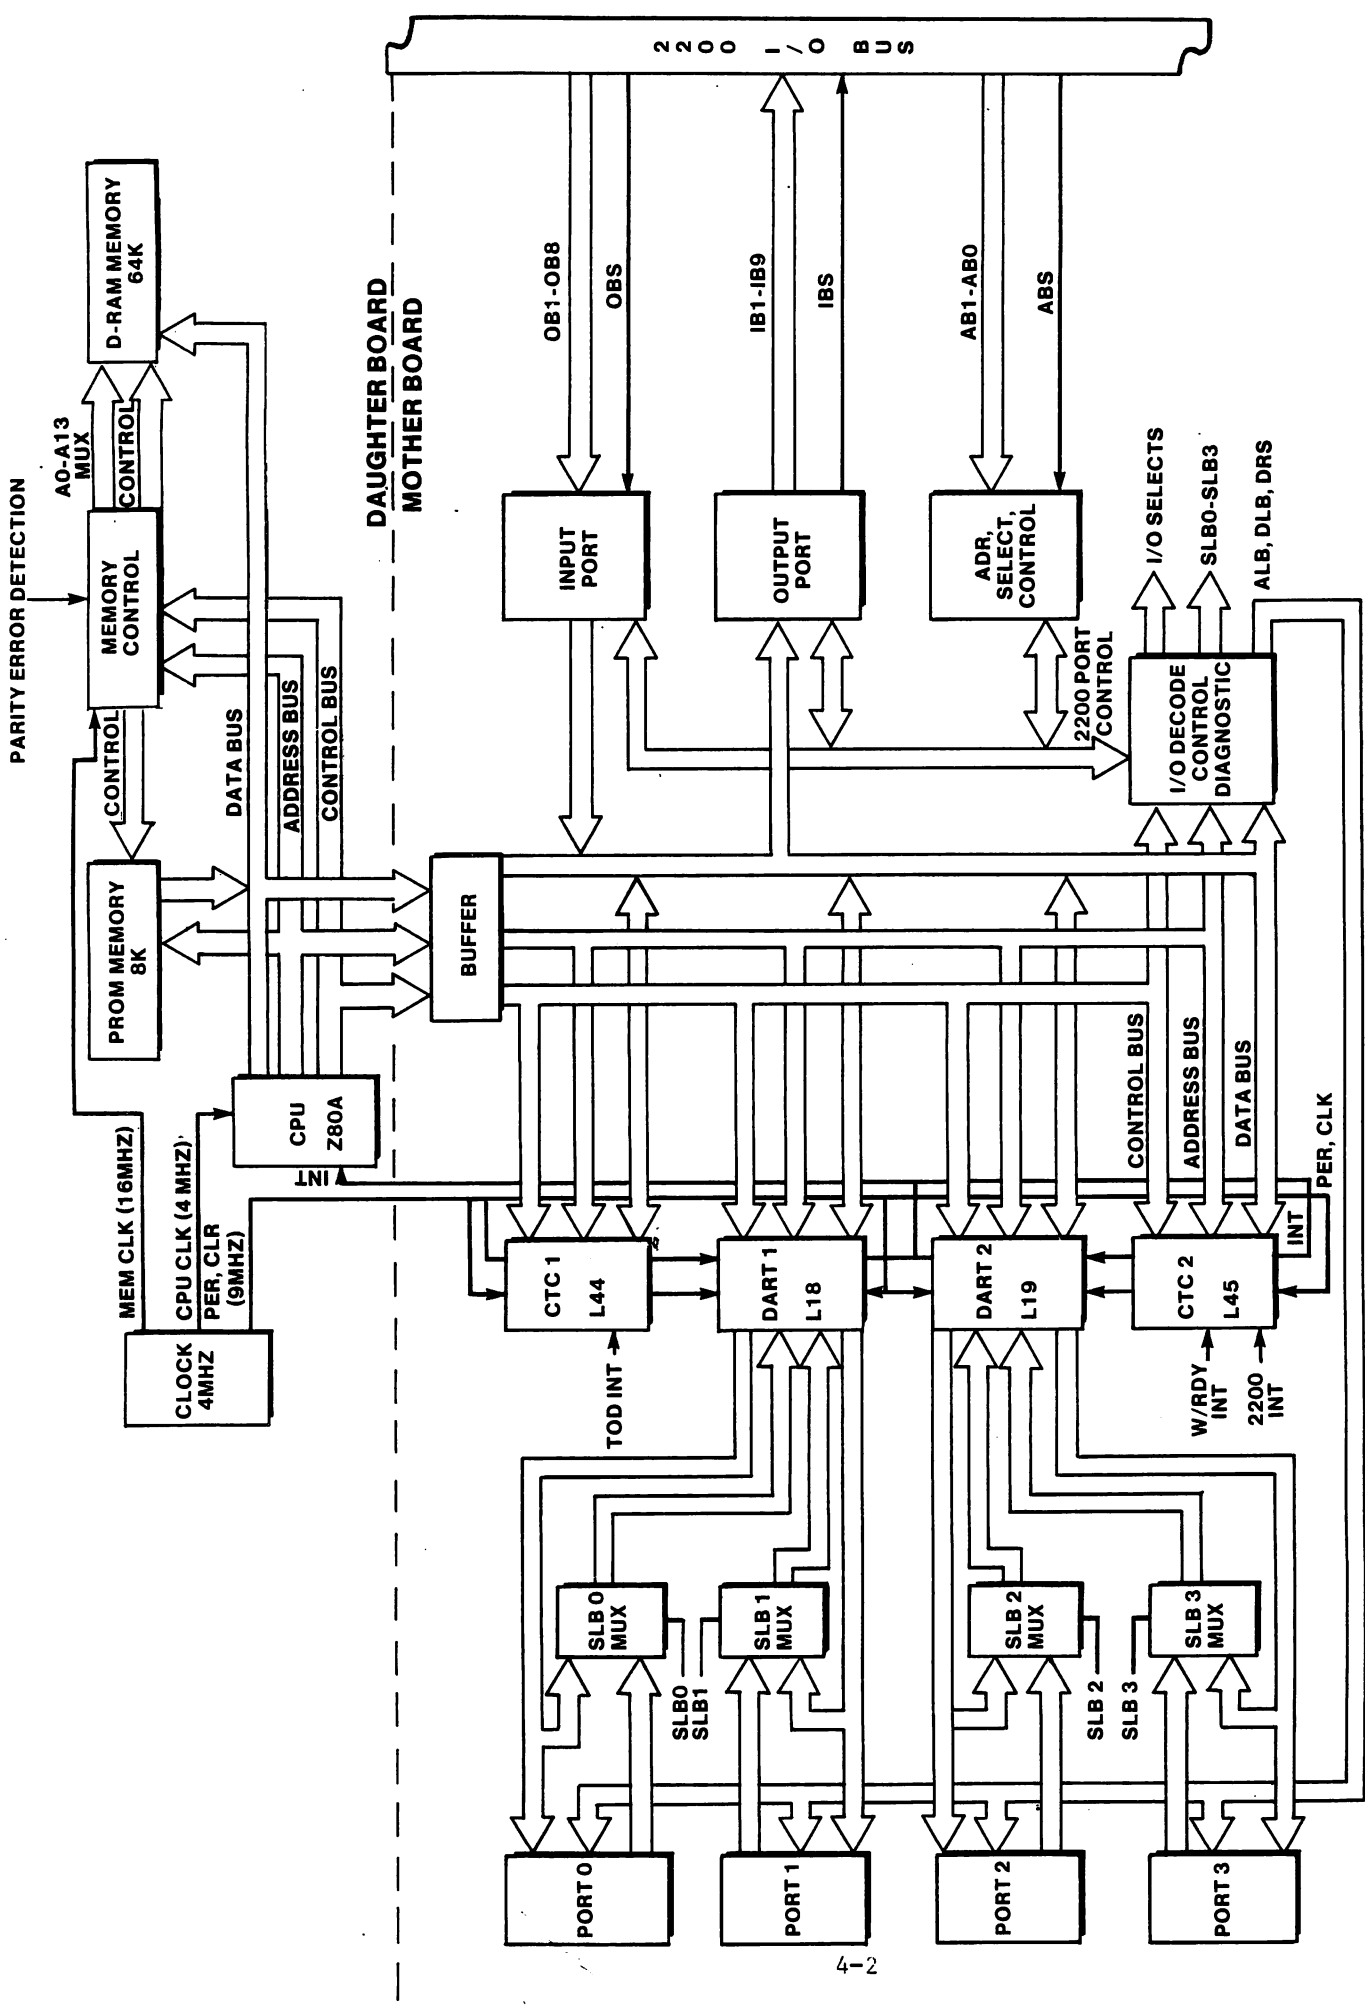 2200 I/O BUS
PARITY ERROR DETECTION
D-RAM MEMORY
64K
A0-A13
MUX
CONTROL
MEMORY
CONTROL
CONTROL
PROM MEMORY
8K
DATA BUS
ADDRESS BUS
CONTROL BUS
DAUGHTER BOARD
MOTHER BOARD
MEM CLK (16MHZ)
CPU CLK (4 MHZ)
PER, CLR
(9MHZ)
CLOCK
4MHZ
CPU
Z80A
INT
BUFFER
OB1-OB8
OBS
IB1-IB9
IBS
AB1-AB0
ABS
INPUT
PORT
OUTPUT
PORT
ADR,
SELECT,
CONTROL
2200 PORT
CONTROL
I/O SELECTS
SLB0-SLB3
ALB, DLB, DRS
I/O DECODE
CONTROL
DIAGNOSTIC
CONTROL BUS
ADDRESS BUS
DATA BUS
PER, CLK
INT
CTC 1
L44
DART 1
L18
DART 2
L19
CTC 2
L45
TOD INT
W/RDY
INT
2200
INT
SLB 0
MUX
SLB 1
MUX
SLB 2
MUX
SLB 3
MUX
SLB0
SLB1
SLB 2
SLB 3
PORT 0
PORT 1
PORT 2
PORT 3
4-2